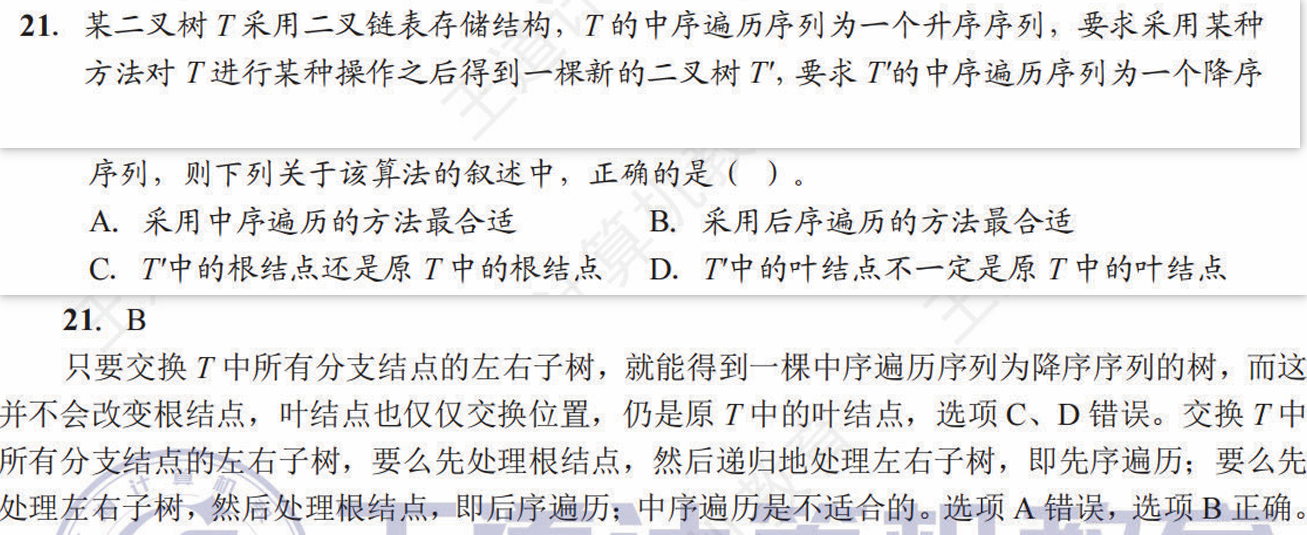 21. 某二叉树 T 采用二叉链表存储结构，T 的中序遍历序列为一个升序序列，要求采用某种
方法对 T 进行某种操作之后得到一棵新的二叉树 T′, 要求 T′的中序遍历序列为一个降序
序列，则下列关于该算法的叙述中，正确的是（ ）。
A. 采用中序遍历的方法最合适 B. 采用后序遍历的方法最合适
C. T′中的根结点还是原 T 中的根结点 D. T′中的叶结点不一定是原 T 中的叶结点
21. B
只要交换 T 中所有分支结点的左右子树，就能得到一棵中序遍历序列为降序序列的树，而这
并不会改变根结点，叶结点也仅仅交换位置，仍是原 T 中的叶结点，选项 C、D 错误。交换 T 中
所有分支结点的左右子树，要么先处理根结点，然后递归地处理左右子树，即先序遍历；要么先
处理左右子树，然后处理根结点，即后序遍历；中序遍历是不适合的。选项 A 错误，选项 B 正确。